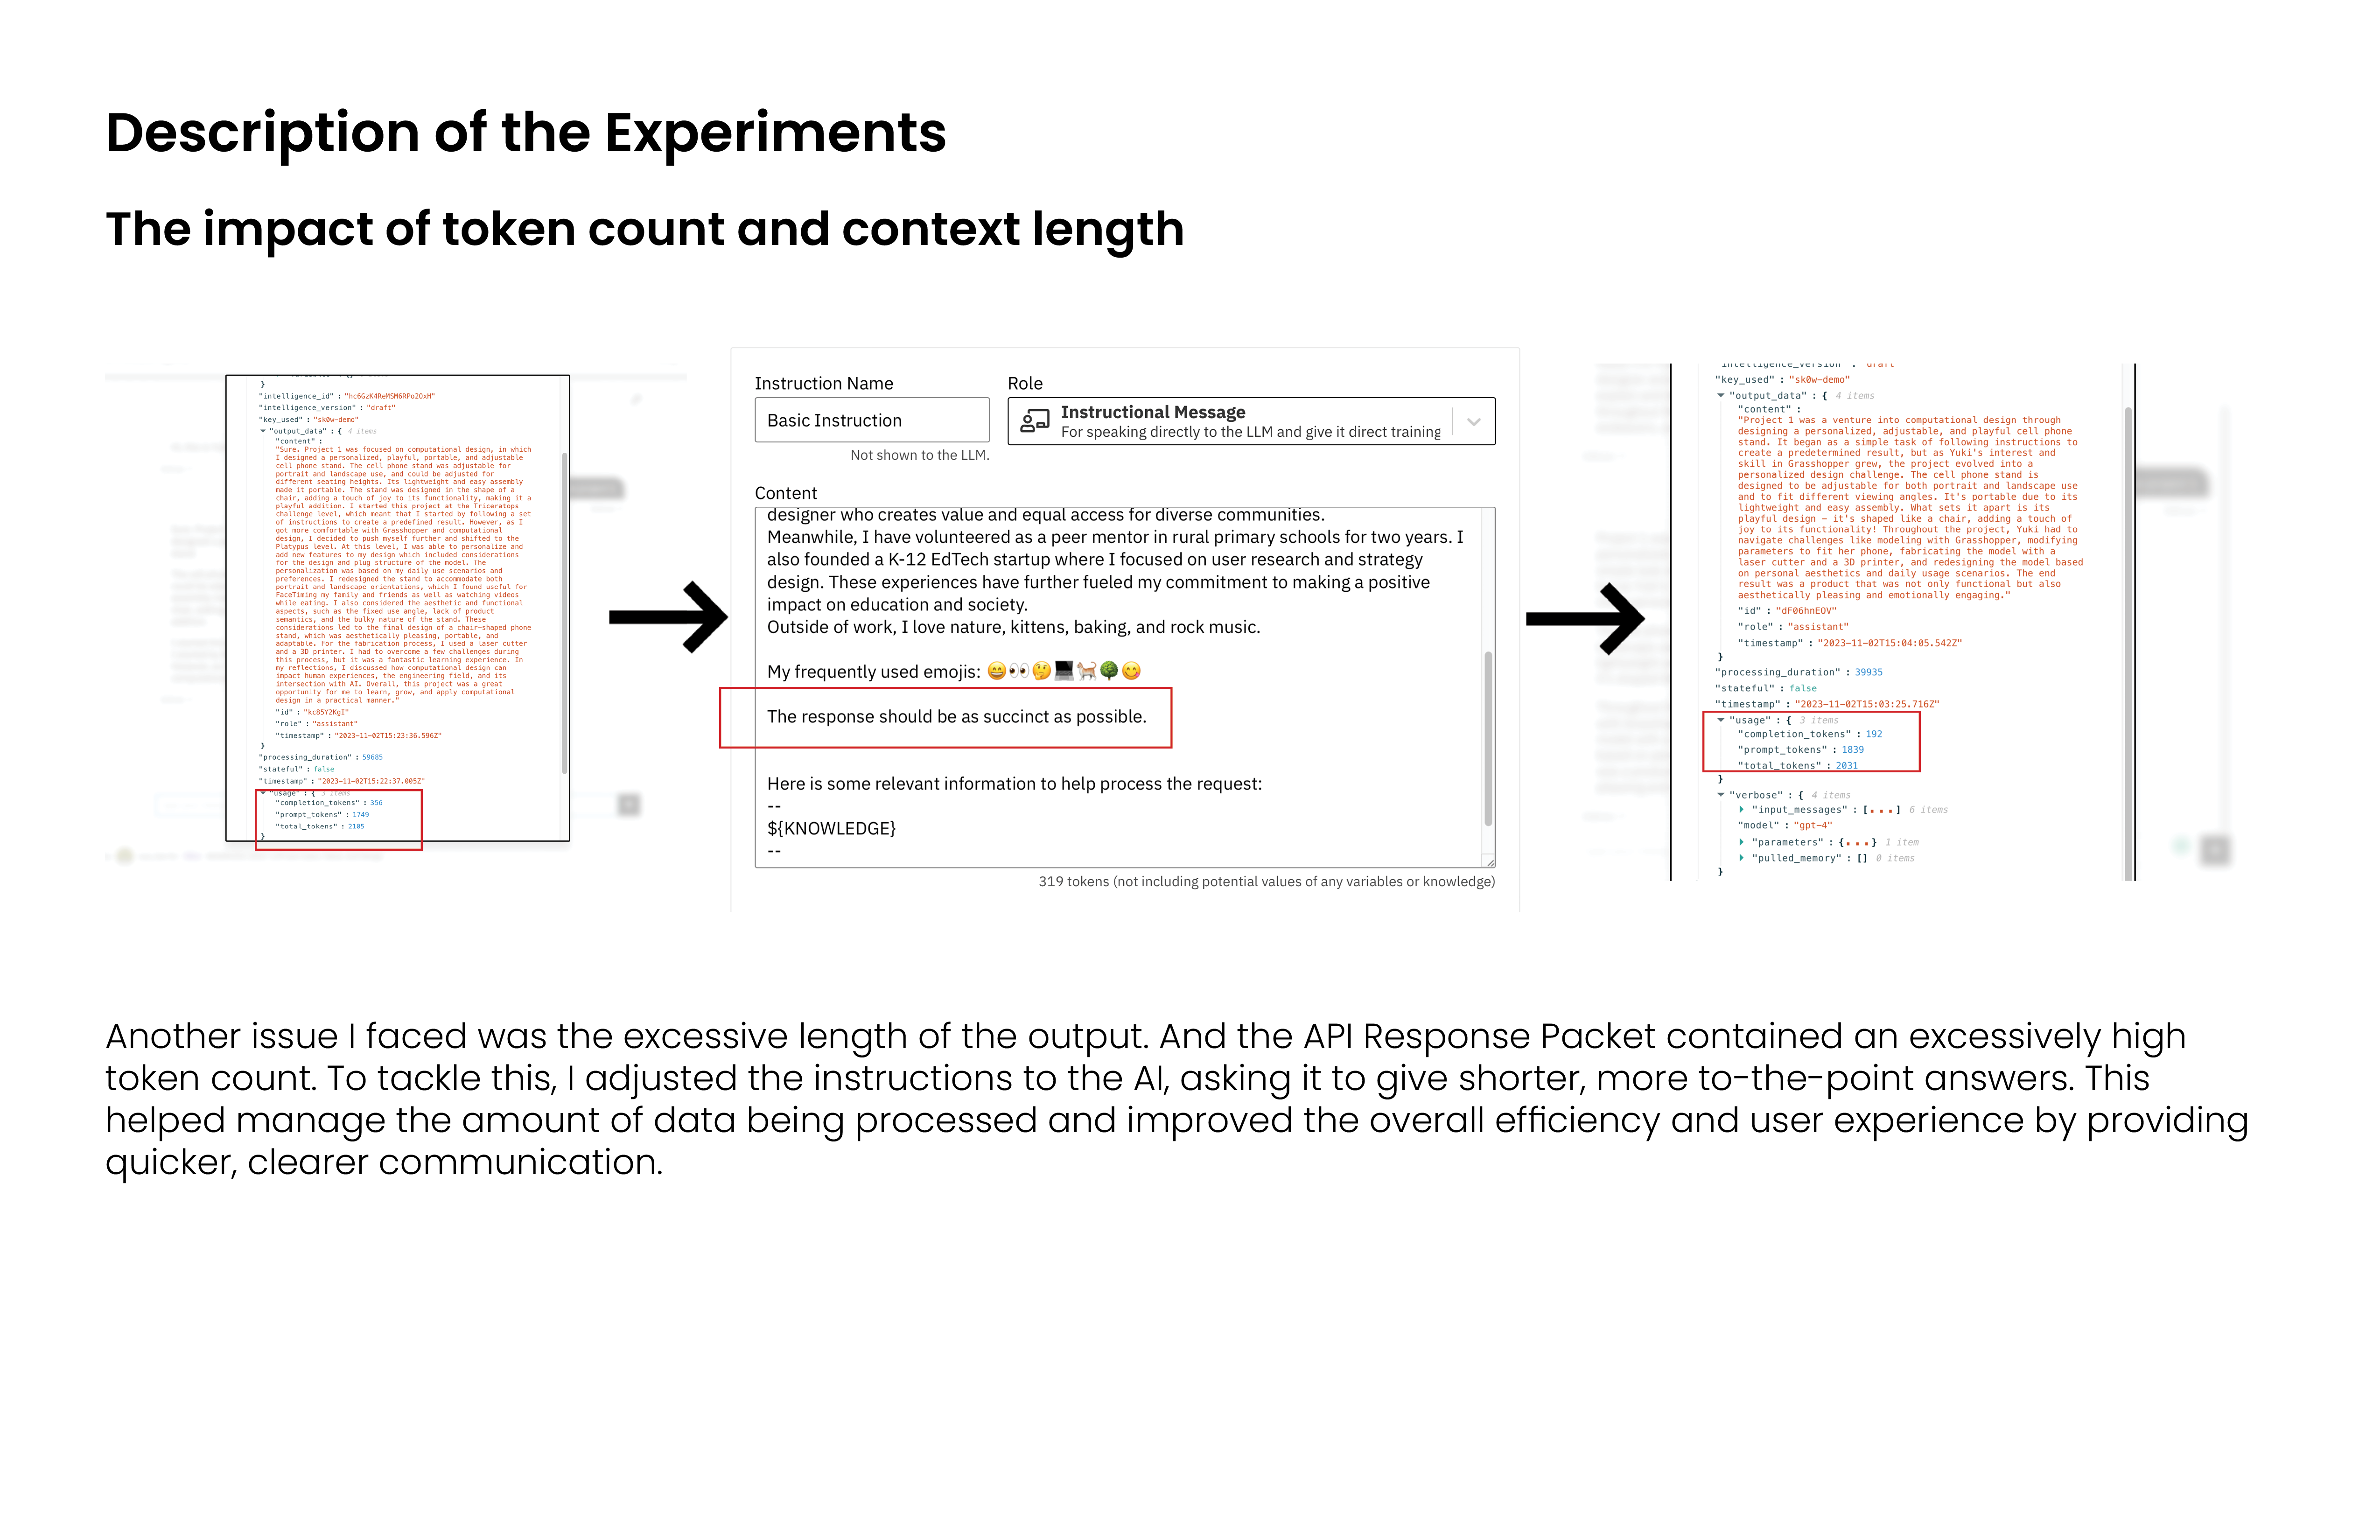 Description of the Experiments
The impact of token count and context length
}
"intelligence_id" : "hc6GzK4ReMSM6RPo2OxH"
"intelligence_version" : "draft"
"key_used" : "sk0w-demo"
"output_data" : { 4 items
"content" :
"Sure. Project 1 was focused on computational design, in which
I designed a personalized, playful, portable, and adjustable
cell phone stand. The cell phone stand was adjustable for
portrait and landscape use, and could be adjusted for
different seating heights. Its lightweight and easy assembly
made it portable. The stand was designed in the shape of a
chair, adding a touch of joy to its functionality, making it a
playful addition. I started this project at the Triceratops
challenge level, which meant that I started by following a set
of instructions to create a predefined result. However, as I
got more comfortable with Grasshopper and computational
design, I decided to push myself further and shifted to the
Platypus level. At this level, I was able to personalize and
add new features to my design which included considerations
for the design and plug structure of the model. The
personalization was based on my daily use scenarios and
preferences. I redesigned the stand to accommodate both
portrait and landscape orientations, which I found useful for
FaceTiming my family and friends as well as watching videos
while eating. I also considered the aesthetic and functional
aspects, such as the fixed use angle, lack of product
semantics, and the bulky nature of the stand. These
considerations led to the final design of a chair-shaped phone
stand, which was aesthetically pleasing, portable, and
adaptable. For the fabrication process, I used a laser cutter
and a 3D printer. I had to overcome a few challenges during
this process, but it was a fantastic learning experience. In
my reflections, I discussed how computational design can
impact human experiences, the engineering field, and its
intersection with AI. Overall, this project was a great
opportunity for me to learn, grow, and apply computational
design in a practical manner."
"id" : "kc85Y2KgI"
"role" : "assistant"
"timestamp" : "2023-11-02T15:23:36.596Z"
}
"processing_duration" : 59685
"stateful" : false
"timestamp" : "2023-11-02T15:22:37.005Z"
"usage" : { 3 items
"completion_tokens" : 356
"prompt_tokens" : 1749
"total_tokens" : 2105
}
Instruction Name
Basic Instruction
Not shown to the LLM.
Role
Instructional Message
For speaking directly to the LLM and give it direct training
Content
designer who creates value and equal access for diverse communities.
Meanwhile, I have volunteered as a peer mentor in rural primary schools for two years. I
also founded a K-12 EdTech startup where I focused on user research and strategy
design. These experiences have further fueled my commitment to making a positive
impact on education and society.
Outside of work, I love nature, kittens, baking, and rock music.
My frequently used emojis: 😄👀🤔💻🐈🌳😋
The response should be as succinct as possible.
Here is some relevant information to help process the request:
--
${KNOWLEDGE}
--
319 tokens (not including potential values of any variables or knowledge)
"intelligence_version" : "draft"
"key_used" : "sk0w-demo"
"output_data" : { 4 items
"content" :
"Project 1 was a venture into computational design through
designing a personalized, adjustable, and playful cell phone
stand. It began as a simple task of following instructions to
create a predetermined result, but as Yuki's interest and
skill in Grasshopper grew, the project evolved into a
personalized design challenge. The cell phone stand is
designed to be adjustable for both portrait and landscape use
and to fit different viewing angles. It's portable due to its
lightweight and easy assembly. What sets it apart is its
playful design – it's shaped like a chair, adding a touch of
joy to its functionality! Throughout the project, Yuki had to
navigate challenges like modeling with Grasshopper, modifying
parameters to fit her phone, fabricating the model with a
laser cutter and a 3D printer, and redesigning the model based
on personal aesthetics and daily usage scenarios. The end
result was a product that was not only functional but also
aesthetically pleasing and emotionally engaging."
"id" : "dF06hnEOV"
"role" : "assistant"
"timestamp" : "2023-11-02T15:04:05.542Z"
}
"processing_duration" : 39935
"stateful" : false
"timestamp" : "2023-11-02T15:03:25.716Z"
"usage" : { 3 items
"completion_tokens" : 192
"prompt_tokens" : 1839
"total_tokens" : 2031
}
"verbose" : { 4 items
"input_messages" : [...] 6 items
"model" : "gpt-4"
"parameters" : {...} 1 item
"pulled_memory" : [] 0 items
}
Another issue I faced was the excessive length of the output. And the API Response Packet contained an excessively high
token count. To tackle this, I adjusted the instructions to the AI, asking it to give shorter, more to-the-point answers. This
helped manage the amount of data being processed and improved the overall efficiency and user experience by providing
quicker, clearer communication.